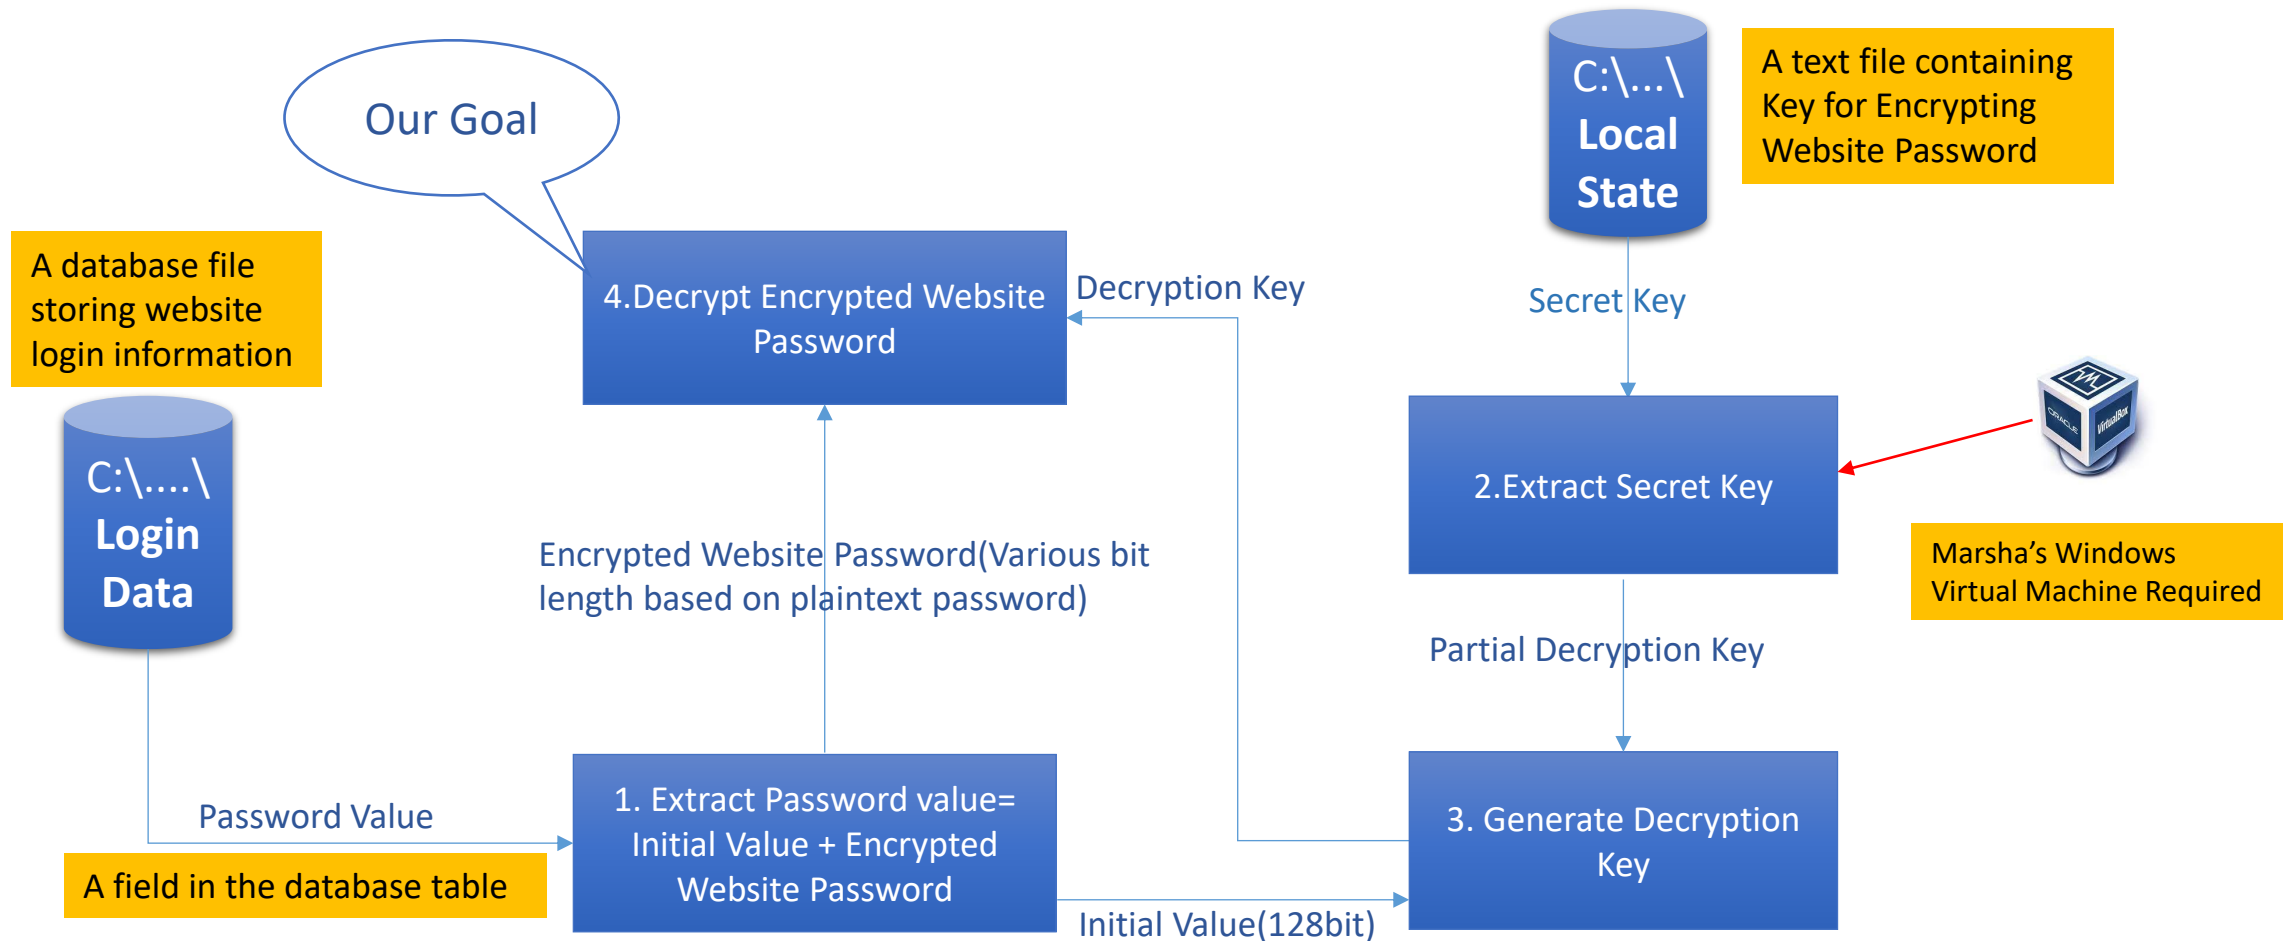 Our Goal
C:\...\
Local
State
A text file containing
Key for Encrypting
Website Password
A database file
storing website
login information
4.Decrypt Encrypted Website
Password
Decryption Key
Secret Key
C:\....\
Login
Data
2.Extract Secret Key
ORACLE
VirtualBox
Encrypted Website Password(Various bit
length based on plaintext password)
Marsha’s Windows
Virtual Machine Required
Partial Decryption Key
Password Value
A field in the database table
1. Extract Password value=
Initial Value + Encrypted
Website Password
3. Generate Decryption
Key
Initial Value(128bit)